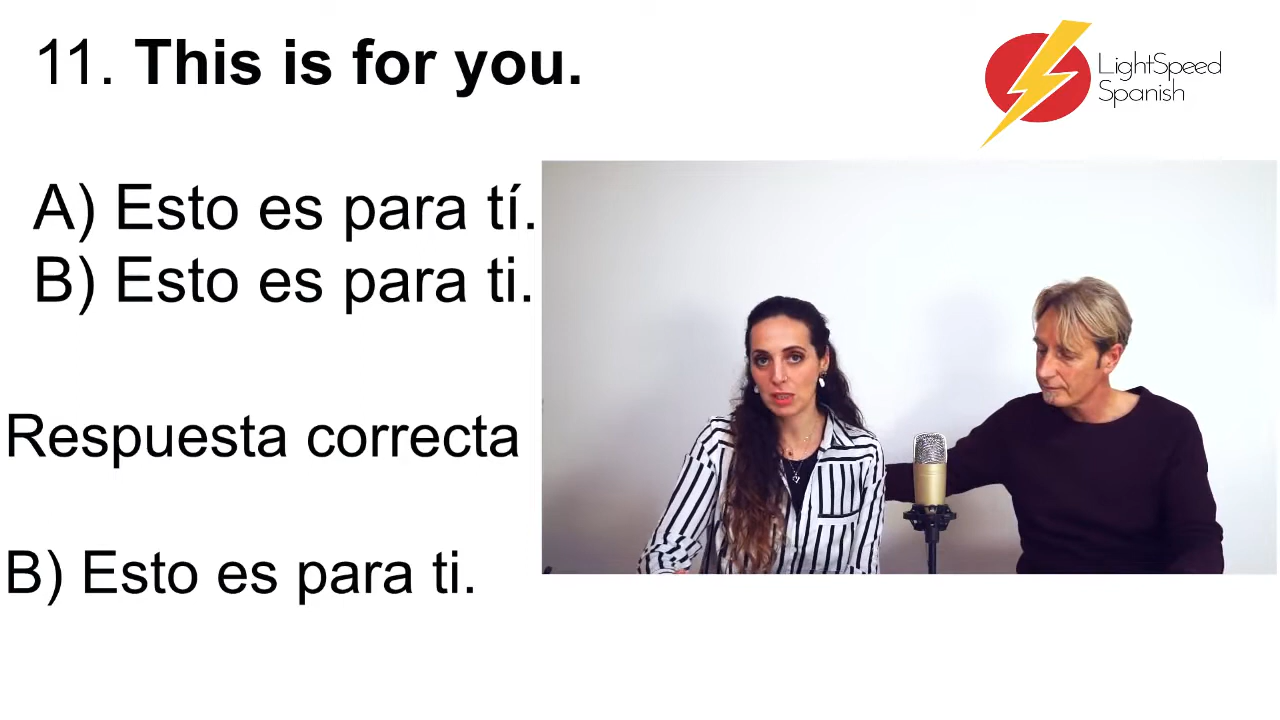 11. This is for you.
LightSpeed
Spanish
A) Esto es para tí.
B) Esto es para ti.
Respuesta correcta
B) Esto es para ti.